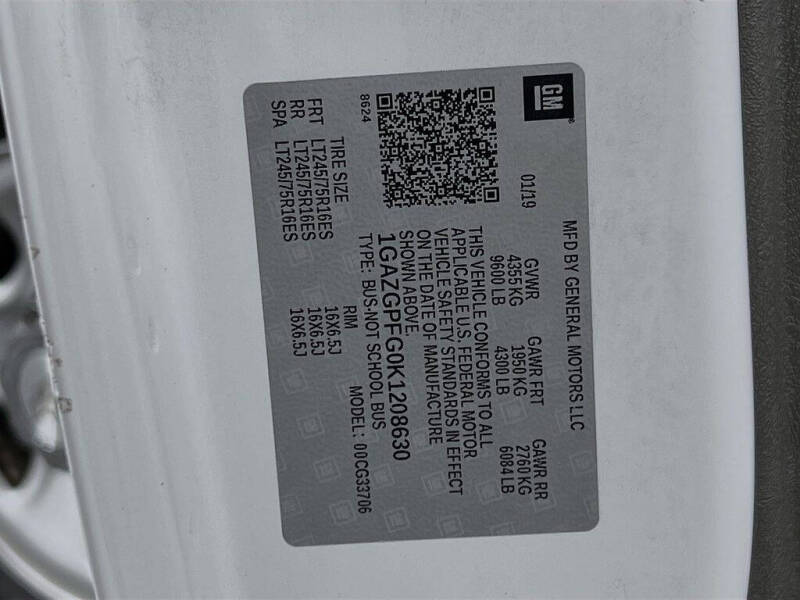 GM
®
MFD BY GENERAL MOTORS LLC
01/19 GVWR GAWR FRT GAWR RR
4355 KG 1950 KG 2760 KG
9600 LB 4300 LB 6084 LB
THIS VEHICLE CONFORMS TO ALL
APPLICABLE U.S. FEDERAL MOTOR
VEHICLE SAFETY STANDARDS IN EFFECT
ON THE DATE OF MANUFACTURE
SHOWN ABOVE.
1GAZGPFG0K1208630
TYPE: BUS-NOT SCHOOL BUS
MODEL: 00CG33706
8624
TIRE SIZE RIM
FRT LT245/75R16ES 16X6.5J
RR LT245/75R16ES 16X6.5J
SPA LT245/75R16ES 16X6.5J